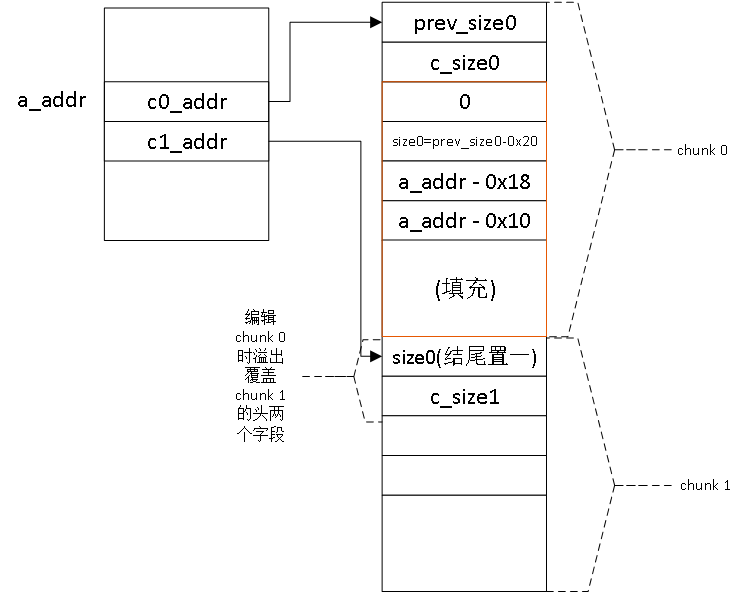 a_addr
c0_addr
c1_addr
prev_size0
c_size0
0
size0=prev_size0-0x20
a_addr - 0x18
a_addr - 0x10
(填充)
size0(结尾置一)
c_size1
chunk 0
chunk 1
编辑
chunk 0
时溢出
覆盖
chunk 1
的头两
个字段